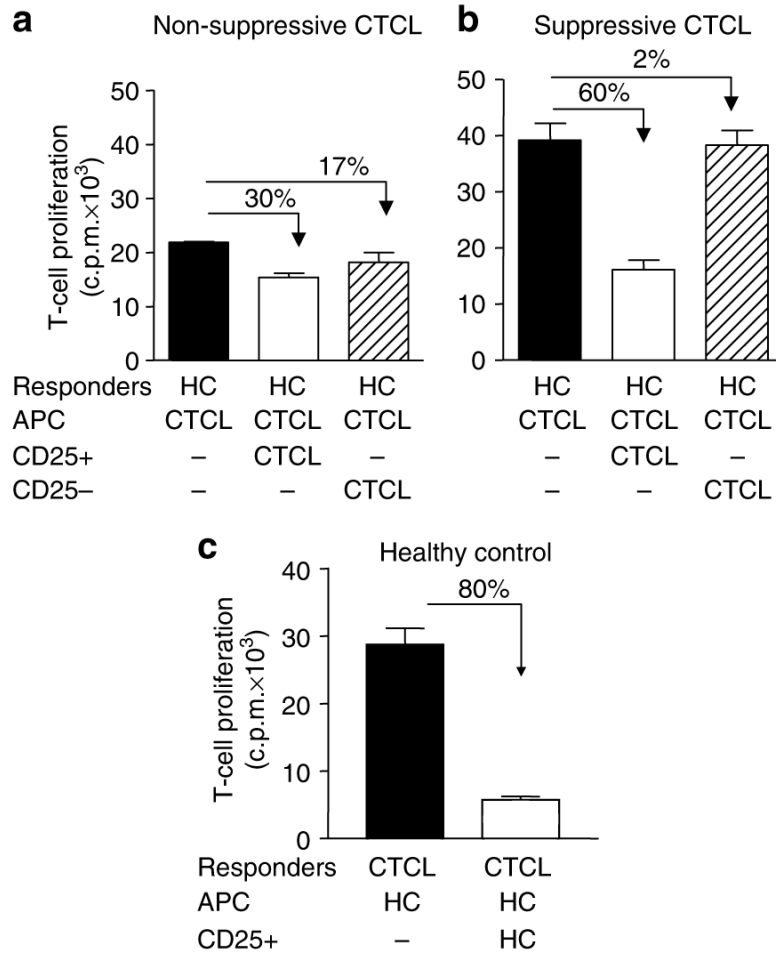 a Non-suppressive CTCL
T-cell proliferation
(c.p.m.×10³)
50
40
30
20
10
0
17%
30%
Responders HC HC HC
APC CTCL CTCL CTCL
CD25+ – CTCL –
CD25– – – CTCL
b Suppressive CTCL
50
40
30
20
10
0
2%
60%
HC HC HC
CTCL CTCL CTCL
– CTCL –
– – CTCL
c Healthy control
T-cell proliferation
(c.p.m.×10³)
40
30
20
10
0
80%
Responders CTCL CTCL
APC HC HC
CD25+ – HC